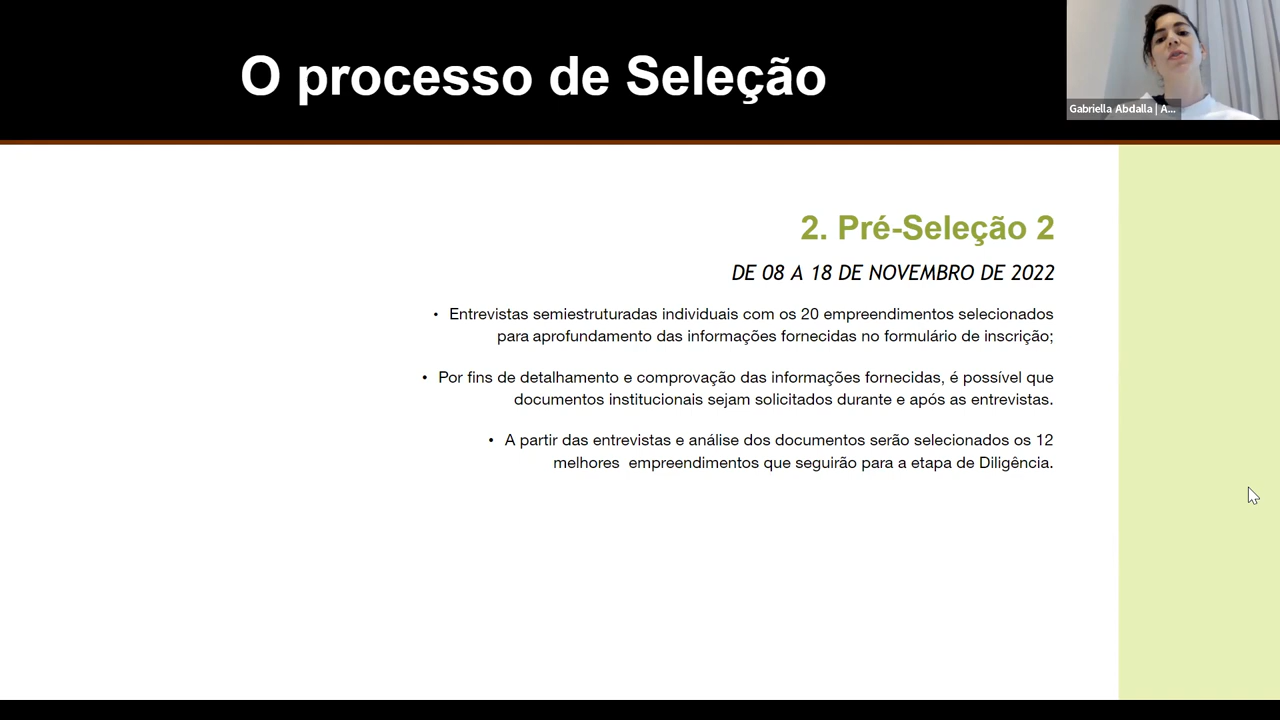 O processo de Seleção
Gabriella Abdalla | A...
2. Pré-Seleção 2
DE 08 A 18 DE NOVEMBRO DE 2022
• Entrevistas semiestruturadas individuais com os 20 empreendimentos selecionados
para aprofundamento das informações fornecidas no formulário de inscrição;
• Por fins de detalhamento e comprovação das informações fornecidas, é possível que
documentos institucionais sejam solicitados durante e após as entrevistas.
• A partir das entrevistas e análise dos documentos serão selecionados os 12
melhores empreendimentos que seguirão para a etapa de Diligência.